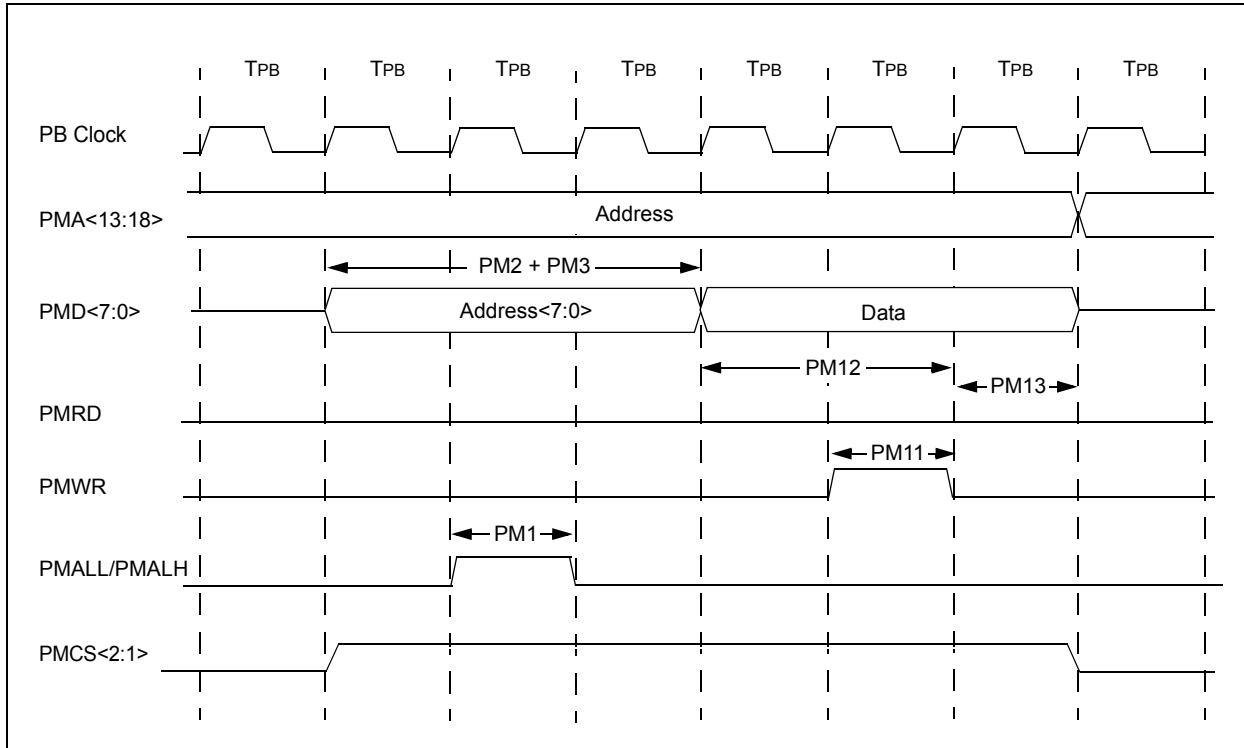 TPB TPB TPB TPB TPB TPB TPB TPB
PB Clock
PMA<13:18>
Address
PM2 + PM3
PMD<7:0>
Address<7:0>
Data
PM12
PM13
PMRD
PM11
PMWR
PM1
PMALL/PMALH
PMCS<2:1>